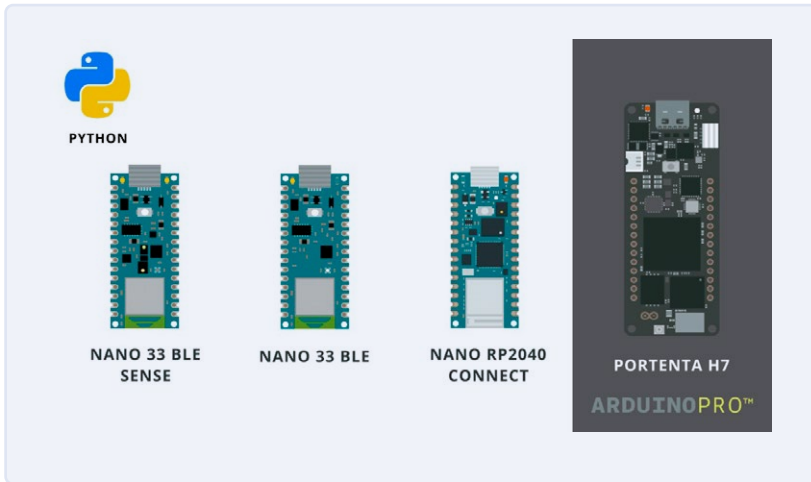 PYTHON
NANO 33 BLE
SENSE
NANO 33 BLE
NANO RP2040
CONNECT
PORTENTA H7
ARDUINOPRO™